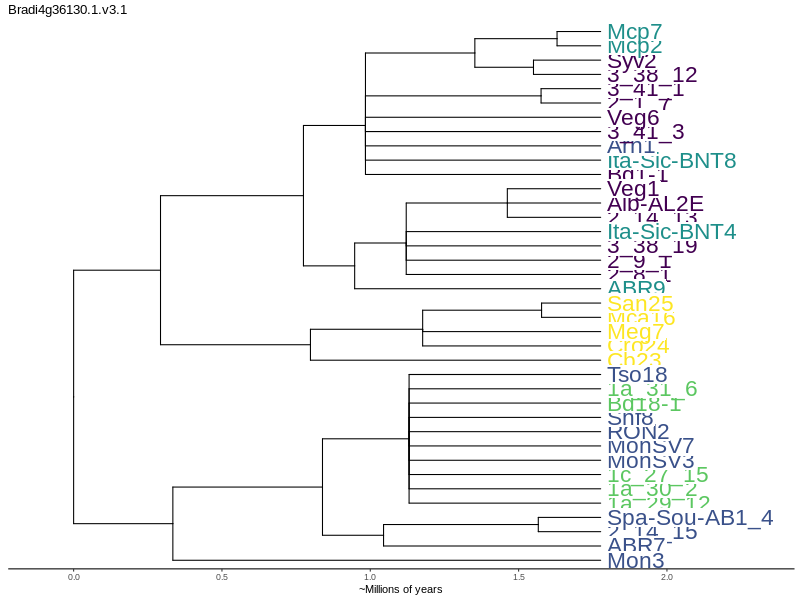 Bradi4g36130.1.v3.1
Mcp7
Mcp2
Syv2
3_38_12
3_41_1
2_1_7
Veg6
3_41_3
Arn1
Ita-Sic-BNT8
Bd1-1
Veg1
Alb-AL2E
2_14_13
Ita-Sic-BNT4
3_38_19
2_9_1
2_8_1
ABR9
San25
Mca16
Meg7
Crd24
Cb23
Tso18
1a_31_6
Bd18-1
Snf8
RON2
MonSV7
MonSV3
1c_27_15
1a_30_2
1a_29_12
Spa-Sou-AB1_4
2_14_15
ABR7
Mon3
0.0 0.5 1.0 1.5 2.0
~Millions of years